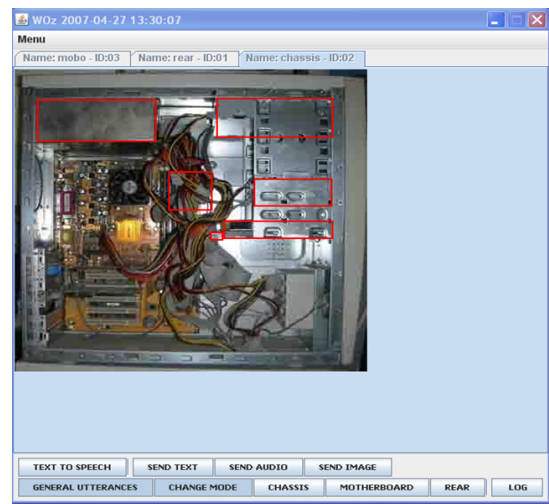 WOz 2007-04-27 13:30:07
Menu
Name: mobo - ID:03 Name: rear - ID:01 Name: chassis - ID:02
TEXT TO SPEECH SEND TEXT SEND AUDIO SEND IMAGE
GENERAL UTTERANCES CHANGE MODE CHASSIS MOTHERBOARD REAR LOG